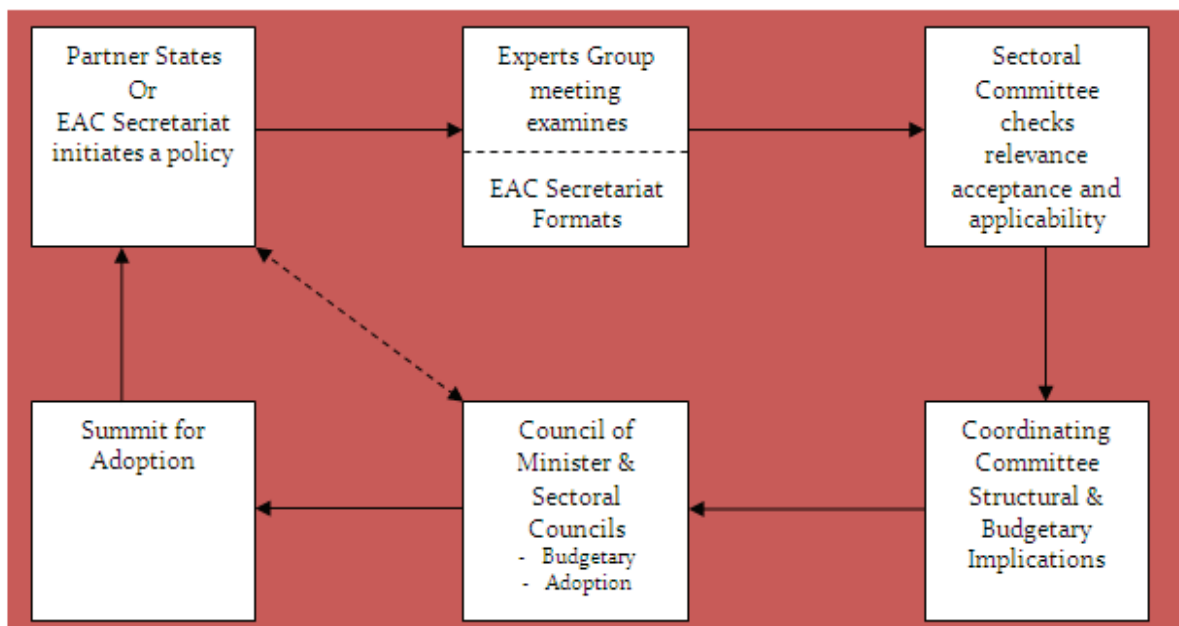 Partner States
Or
EAC Secretariat
initiates a policy
Experts Group
meeting
examines
EAC Secretariat
Formats
Sectoral
Committee
checks
relevance
acceptance and
applicability
Summit for
Adoption
Council of
Minister &
Sectoral
Councils
- Budgetary
- Adoption
Coordinating
Committee
Structural &
Budgetary
Implications